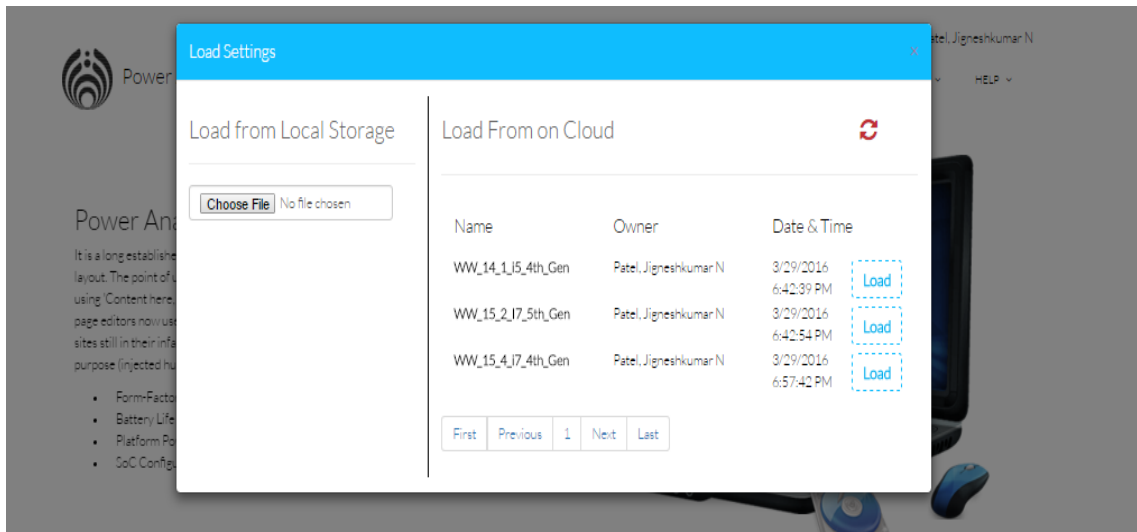 Load Settings
×
Patel, Jigneshkumar N
Power
HELP
Load from Local Storage
Choose File No file chosen
Load From on Cloud
Name Owner Date & Time
WW_14_1_i5_4th_Gen Patel, Jigneshkumar N 3/29/2016
6:42:39 PM
Load
WW_15_2_I7_5th_Gen Patel, Jigneshkumar N 3/29/2016
6:42:54 PM
Load
WW_15_4_i7_4th_Gen Patel, Jigneshkumar N 3/29/2016
6:57:42 PM
Load
First Previous 1 Next Last
Power Ana
It is a long establishe
layout. The point of u
using 'Content here,
page editors now use
sites still in their infa
purpose (injected hu
Form-Facto
Battery Life
Platform Po
SoC Configu